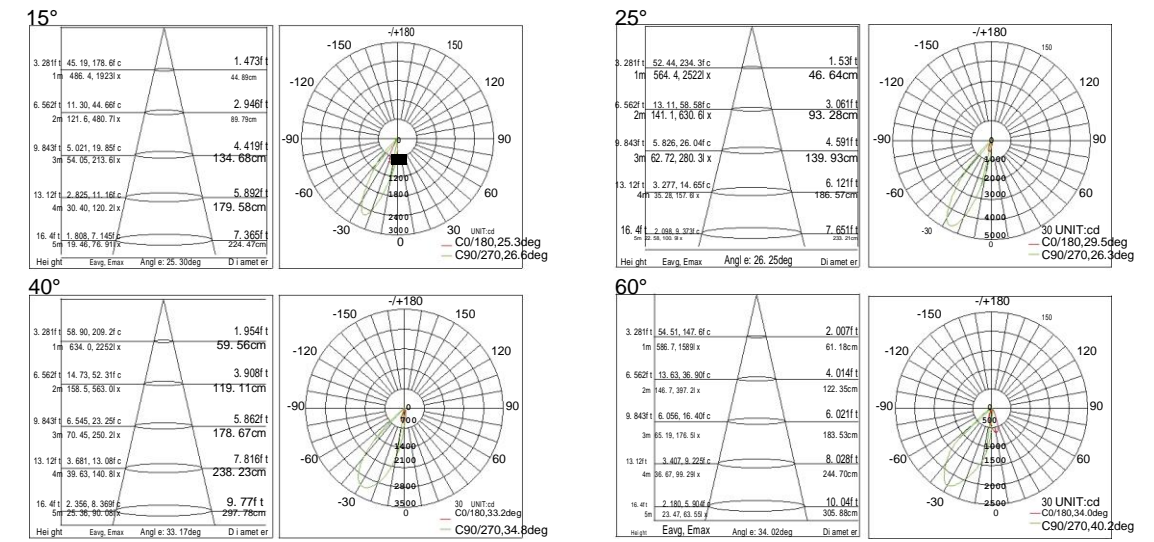 15°
3. 281ft 45. 19, 178. 6fc 1. 473ft
1m 486. 4, 1923lx 44. 89cm
6. 562ft 11. 30, 44. 66fc 2. 946ft
2m 121. 6, 480. 7lx 89. 79cm
9. 843ft 5. 021, 19. 85fc 4. 419ft
3m 54. 05, 213. 6lx 134. 68cm
13. 12ft 2. 825, 11. 16fc 5. 892ft
4m 30. 40, 120. 2lx 179. 58cm
16. 4ft 1. 808, 7. 145fc 7. 365ft
5m 19. 46, 76. 91lx 224. 47cm
Height Eavg, Emax Angle: 25. 30deg Diameter
-/+180
-150 150
-120 120
-90 0 90
1200
-60 1800 60
2400
-30 3000 30 UNIT:cd
0
C0/180,25.3deg
C90/270,26.6deg
25°
3. 281ft 52. 44, 234. 3fc 1. 53ft
1m 564. 4, 2522lx 46. 64cm
6. 562ft 13. 11, 58. 58fc 3. 061ft
2m 141. 1, 630. 6lx 93. 28cm
9. 843ft 5. 826, 26. 04fc 4. 591ft
3m 62. 72, 280. 3lx 139. 93cm
13. 12ft 3. 277, 14. 65fc 6. 121ft
4m 35. 28, 157. 6lx 186. 57cm
16. 4ft 2. 098, 9. 373fc 7. 651ft
5m 22. 58, 100. 9lx 233. 21cm
Height Eavg, Emax Angle: 26. 25deg Diameter
-/+180
-150 150
-120 120
-90 0 90
1000
2000
-60 3000 60
4000
-30 5000 30 UNIT:cd
0
C0/180,29.5deg
C90/270,26.3deg
40°
3. 281ft 58. 90, 209. 2fc 1. 954ft
1m 634. 0, 2252lx 59. 56cm
6. 562ft 14. 73, 52. 31fc 3. 908ft
2m 158. 5, 563. 0lx 119. 11cm
9. 843ft 6. 545, 23. 25fc 5. 862ft
3m 70. 45, 250. 2lx 178. 67cm
13. 12ft 3. 681, 13. 08fc 7. 816ft
4m 39. 63, 140. 8lx 238. 23cm
16. 4ft 2. 356, 8. 369fc 9. 77ft
5m 25. 36, 90. 08lx 297. 78cm
Height Eavg, Emax Angle: 33. 17deg Diameter
-/+180
-150 150
-120 120
-90 0 90
700
1400
-60 2100 60
2800
-30 3500 30 UNIT:cd
0
C0/180,33.2deg
C90/270,34.8deg
60°
3. 281ft 54. 51, 147. 6fc 2. 007ft
1m 586. 7, 1589lx 61. 18cm
6. 562ft 13. 63, 36. 90fc 4. 014ft
2m 146. 7, 397. 2lx 122. 35cm
9. 843ft 6. 056, 16. 40fc 6. 021ft
3m 65. 19, 176. 5lx 183. 53cm
13. 12ft 3. 407, 9. 225fc 8. 028ft
4m 36. 67, 99. 29lx 244. 70cm
16. 4ft 2. 180, 5. 904fc 10. 04ft
5m 23. 47, 63. 55lx 305. 88cm
Height Eavg, Emax Angle: 34. 02deg Diameter
-/+180
-150 150
-120 120
-90 0 90
500
1000
-60 1500 60
2000
-30 2500 30 UNIT:cd
0
C0/180,34.0deg
C90/270,40.2deg